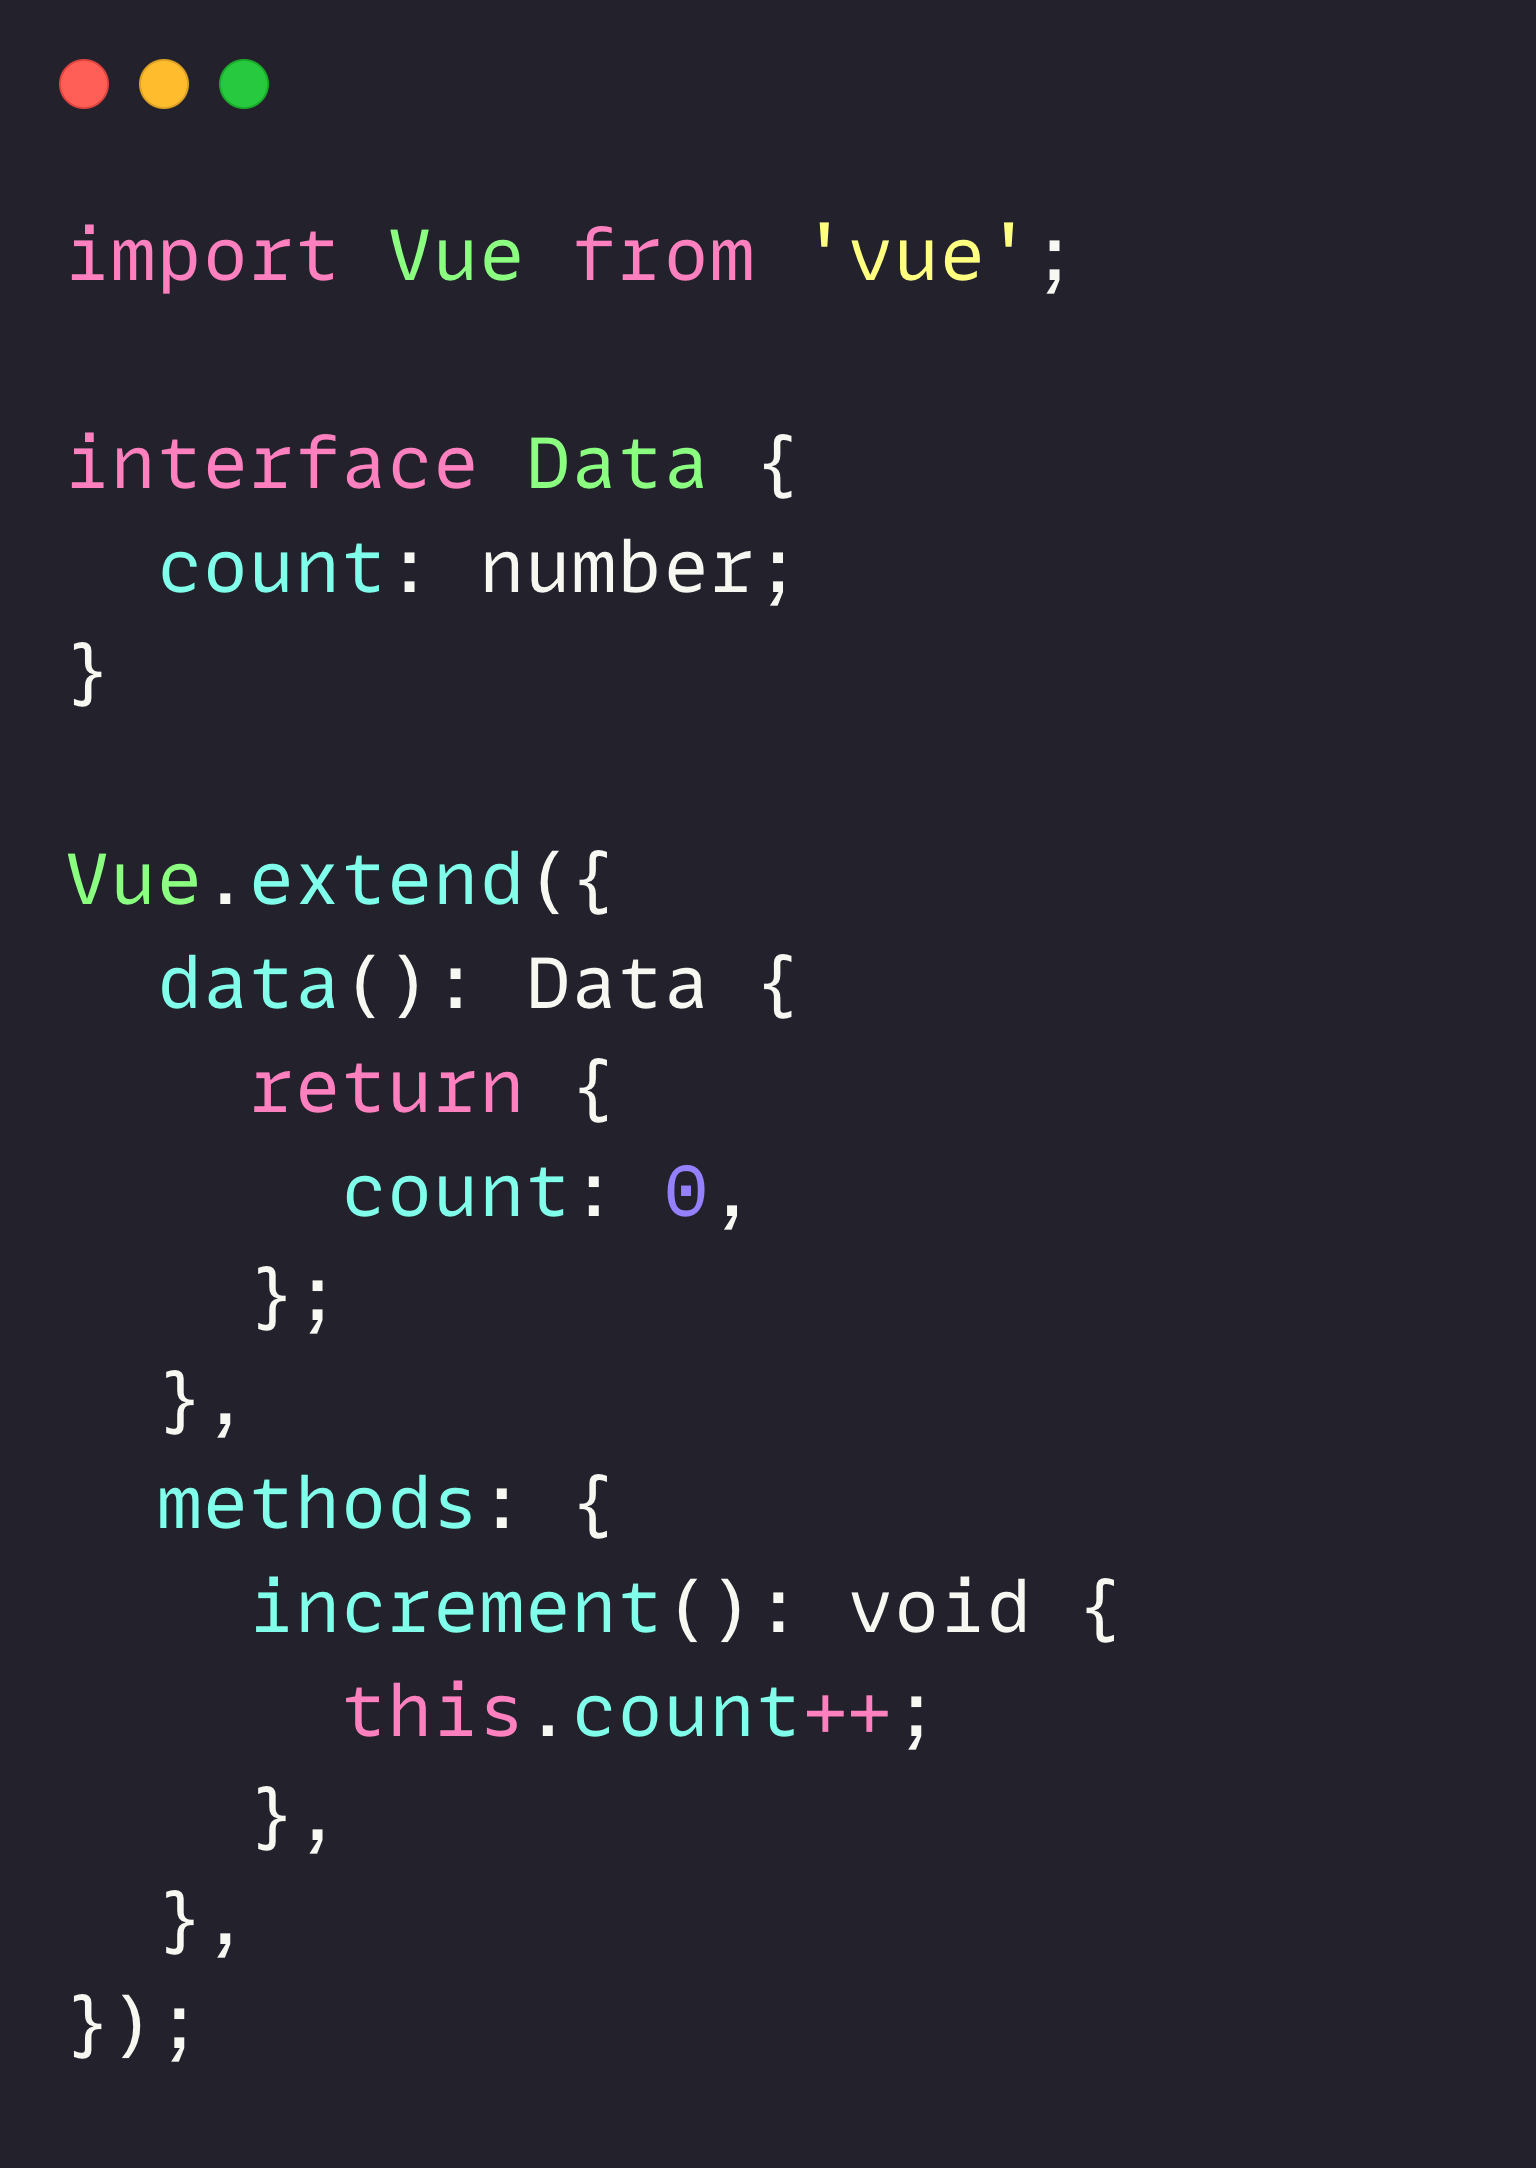 import Vue from 'vue';

interface Data {
  count: number;
}

Vue.extend({
  data(): Data {
    return {
      count: 0,
    };
  },
  methods: {
    increment(): void {
      this.count++;
    },
  },
});